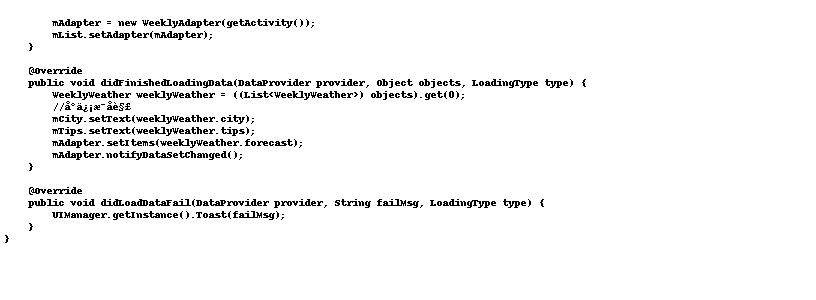 mAdapter = new WeeklyAdapter(getActivity());
mList.setAdapter(mAdapter);
}
@Override
public void didFinishedLoadingData(DataProvider provider, Object objects, LoadingType type) {
WeeklyWeather weeklyWeather = ((List<WeeklyWeather>) objects).get(0);
//
mCity.setText(weeklyWeather.city);
mTips.setText(weeklyWeather.tips);
mAdapter.setItems(weeklyWeather.forecast);
mAdapter.notifyDataSetChanged();
}
@Override
public void didLoadDataFail(DataProvider provider, String failMsg, LoadingType type) {
UIManager.getInstance().Toast(failMsg);
}
}